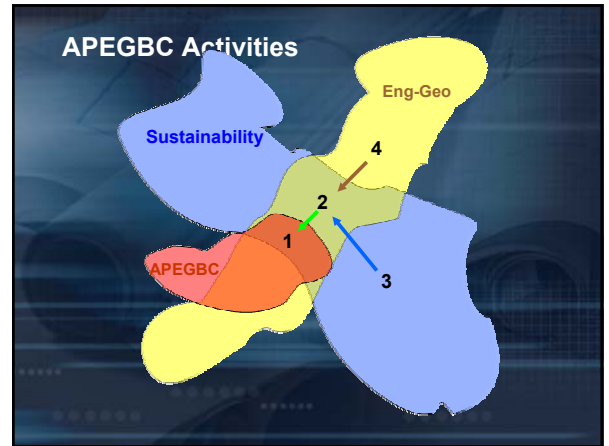 APEGBC Activities
Eng-Geo
Sustainability
4
2
1
APEGBC
3